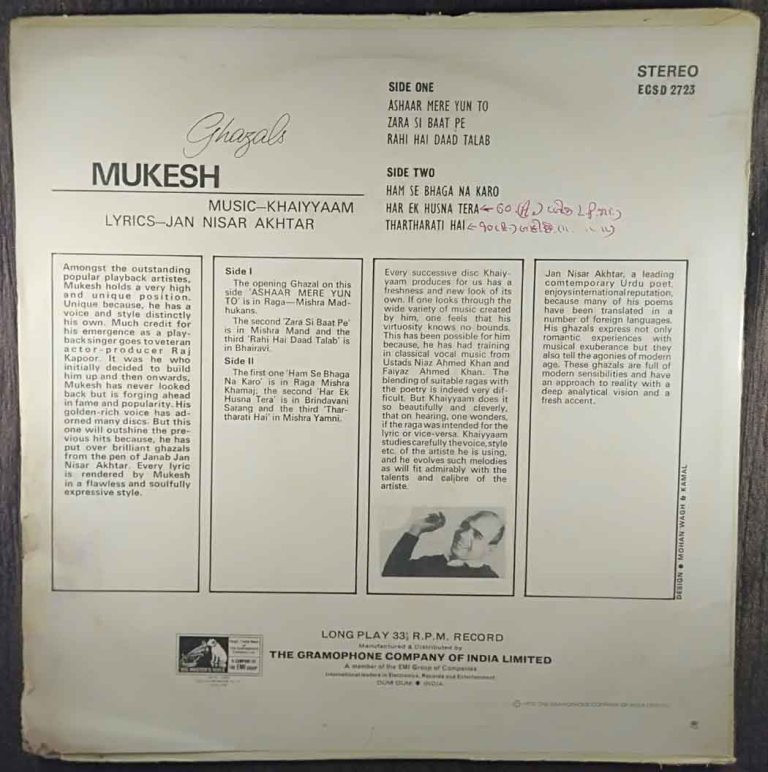 STEREO
ECSD 2723
SIDE ONE
ASHAAR MERE YUN TO
ZARA SI BAAT PE
RAHI HAI DAAD TALAB
SIDE TWO
HAM SE BHAGA NA KARO
HAR EK HUSNA TERA
THARTHARATI HAI
Ghazals
MUKESH
MUSIC—KHAIYYAAM
LYRICS—JAN NISAR AKHTAR
Amongst the outstanding
popular playback artistes,
Mukesh holds a very high
and unique position.
Unique because, he has a
voice and style distinctly
his own. Much credit for
his emergence as a play-
back singer goes to veteran
actor-producer Raj
Kapoor. It was he who
initially decided to build
him up and then onwards,
Mukesh has never looked
back but is forging ahead
in fame and popularity. His
golden-rich voice has ad-
orned many discs. But this
one will outshine the pre-
vious hits because, he has
put over brilliant ghazals
from the pen of Janab Jan
Nisar Akhtar. Every lyric
is rendered by Mukesh
in a flawless and soulfully
expressive style.
Side I
The opening Ghazal on this
side 'ASHAAR MERE YUN
TO' is in Raga—Mishra Mad-
hukans.
The second 'Zara Si Baat Pe'
is in Mishra Mand and the
third 'Rahi Hai Daad Talab'
is in Bhairavi.
Side II
The first one 'Ham Se Bhaga
Na Karo' is in Raga Mishra
Khamaj; the second 'Har Ek
Husna Tera' is in Brindavani
Sarang and the third 'Thar-
tharati Hai' in Mishra Yamni.
Every successive disc Khaiy-
yaam produces for us has a
freshness and new look of its
own. If one looks through the
wide variety of music created
by him, one feels that his
virtuosity knows no bounds.
This has been possible for him
because, he has had training
in classical vocal music from
Ustads Niaz Ahmed Khan and
Faiyaz Ahmed Khan. The
blending of suitable ragas with
the poetry is indeed very dif-
ficult. But Khaiyyaam does it
so beautifully and cleverly,
that on hearing, one wonders,
if the raga was intended for the
lyric or vice-versa. Khaiyyaam
studies carefully the voice, style
etc. of the artiste he is using,
and he evolves such melodies
as will fit admirably with the
talents and calibre of the
artiste.
Jan Nisar Akhtar, a leading
comtemporary Urdu poet,
enjoys international reputation,
because many of his poems
have been translated in a
number of foreign languages.
His ghazals express not only
romantic experiences with
musical exuberance but they
also tell the agonies of modern
age. These ghazals are full of
modern sensibilities and have
an approach to reality with a
deep analytical vision and a
fresh accent.
DESIGN ● MOHAN WAGH & KAMAL
LONG PLAY 33⅓ R.P.M. RECORD
Manufactured & Distributed by
THE GRAMOPHONE COMPANY OF INDIA LIMITED
A member of the EMI Group of Companies
International leaders in Electronics, Records and Entertainment
DUM DUM ● INDIA